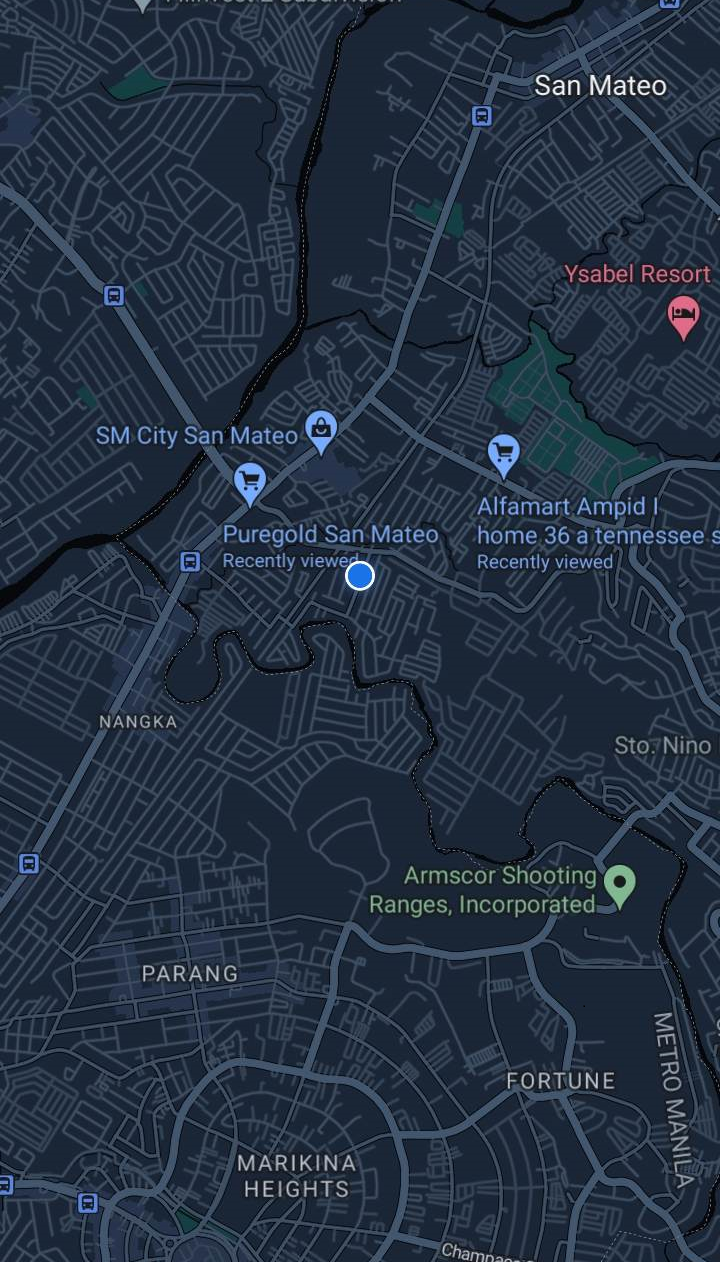 San Mateo
Ysabel Resort
SM City San Mateo
Puregold San Mateo
Recently viewed
Alfamart Ampid I
home 36 a tennessee s
Recently viewed
NANGKA
Sto. Nino
Armscor Shooting
Ranges, Incorporated
PARANG
METRO MANILA
FORTUNE
MARIKINA
HEIGHTS